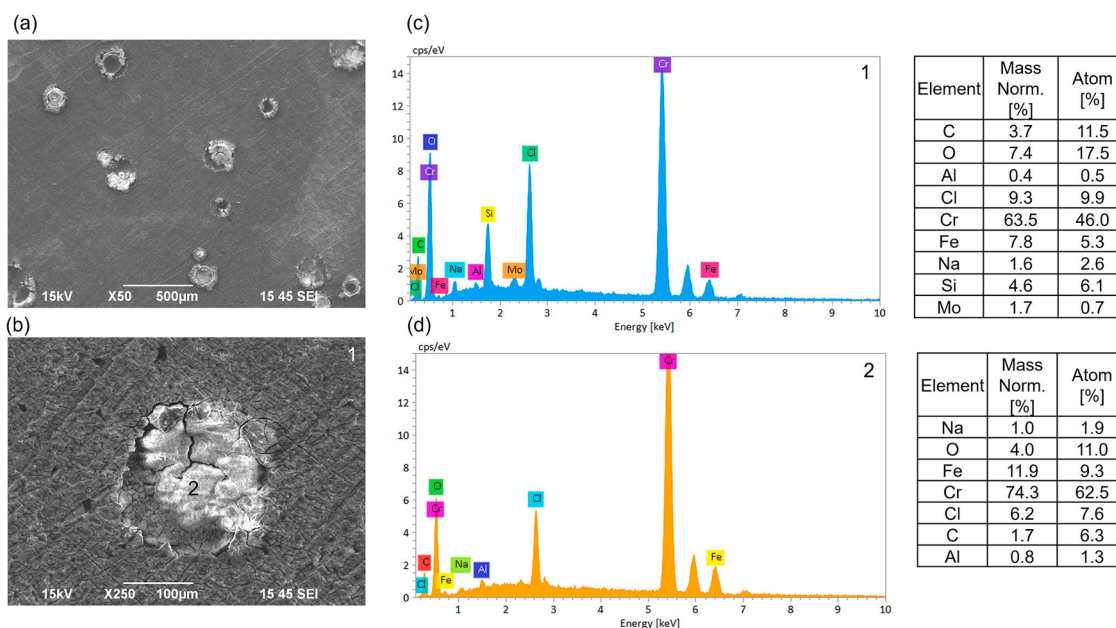 (a)
15kV X50 500µm 15 45 SEI
(b)
1
2
15kV X250 100µm 15 45 SEI
(c)
cps/eV
1
14
12
10
8
6
4
2
0
Cr
O
Cr
C
Mo
Cl
Fe
Na
Al
Si
Mo
Cl
Fe
1 2 3 4 5 6 7 8 9 10
Energy [keV]
Element Mass Norm. [%] Atom [%]
C 3.7 11.5
O 7.4 17.5
Al 0.4 0.5
Cl 9.3 9.9
Cr 63.5 46.0
Fe 7.8 5.3
Na 1.6 2.6
Si 4.6 6.1
Mo 1.7 0.7
(d)
cps/eV
2
14
12
10
8
6
4
2
0
Cr
O
Cr
C
Cl
Fe
Na
Al
Cl
Fe
1 2 3 4 5 6 7 8 9 10
Energy [keV]
Element Mass Norm. [%] Atom [%]
Na 1.0 1.9
O 4.0 11.0
Fe 11.9 9.3
Cr 74.3 62.5
Cl 6.2 7.6
C 1.7 6.3
Al 0.8 1.3